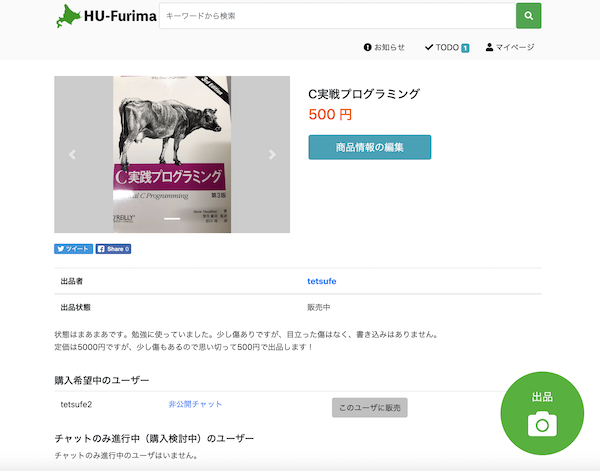 HU-Furima
キーワードから検索
お知らせ
TODO 1
マイページ
C実戦プログラミング
500 円
商品情報の編集
2nd Edition
C実践プログラミング
第3版
Practical C Programming
O'REILLY
ツイート
Share 0
出品者 tetsufe
出品状態 販売中
状態はまあまあです。勉強に使っていました。少し傷ありですが、目立った傷はなく、書き込みはありません。
定価は5000円ですが、少し傷もあるので思い切って500円で出品します！
購入希望中のユーザー
tetsufe2 非公開チャット このユーザに販売
出品
チャットのみ進行中（購入検討中）のユーザー
チャットのみ進行中のユーザはいません。